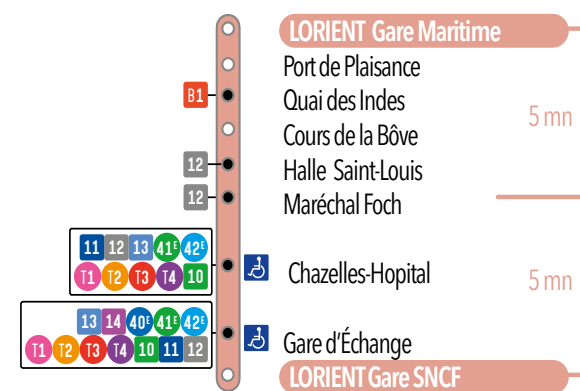 LORIENT Gare Maritime
Port de Plaisance
B1 Quai des Indes
5 mn
Cours de la Bôve
12 Halle Saint-Louis
12 Maréchal Foch
11 12 13 41E 42E
T1 T2 T3 T4 10
Chazelles-Hopital
5 mn
13 14 40E 41E 42E
T1 T2 T3 T4 10 11 12
Gare d'Échange
LORIENT Gare SNCF